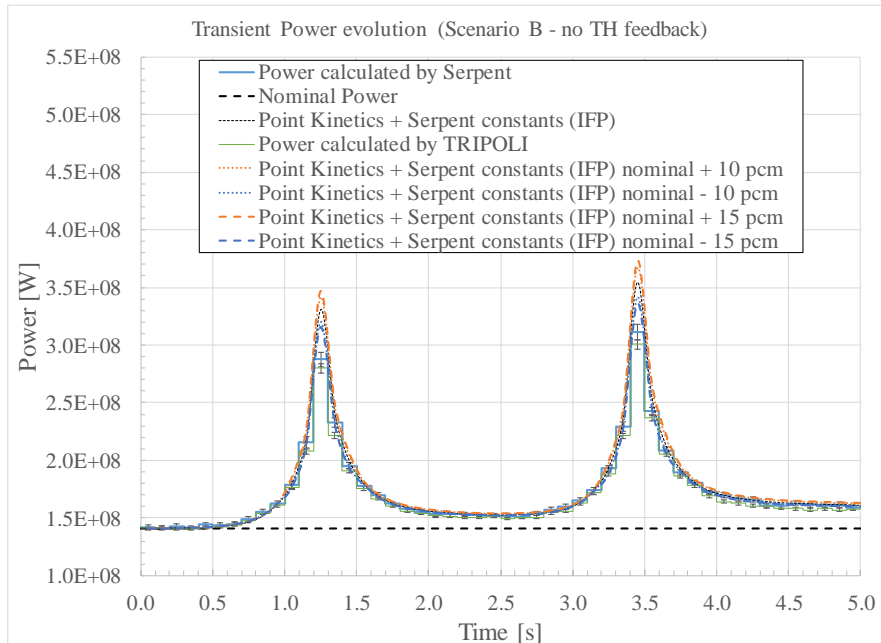 Transient Power evolution (Scenario B - no TH feedback)
5.5E+08
5.0E+08
4.5E+08
4.0E+08
3.5E+08
3.0E+08
2.5E+08
2.0E+08
1.5E+08
1.0E+08
Power [W]
Power calculated by Serpent
Nominal Power
Point Kinetics + Serpent constants (IFP)
Power calculated by TRIPOLI
Point Kinetics + Serpent constants (IFP) nominal + 10 pcm
Point Kinetics + Serpent constants (IFP) nominal - 10 pcm
Point Kinetics + Serpent constants (IFP) nominal + 15 pcm
Point Kinetics + Serpent constants (IFP) nominal - 15 pcm
0.0 0.5 1.0 1.5 2.0 2.5 3.0 3.5 4.0 4.5 5.0
Time [s]